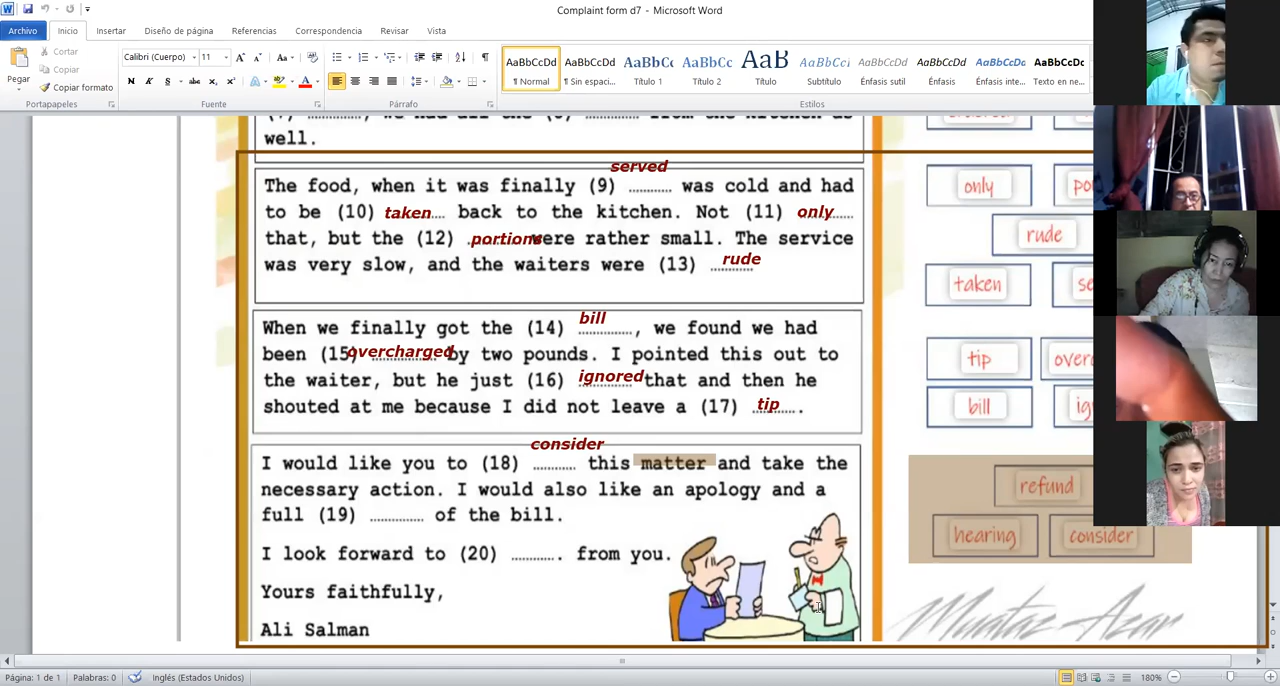 Complaint form d7 - Microsoft Word
Archivo Inicio Insertar Diseño de página Referencias Correspondencia Revisar Vista
Pegar
Cortar
Copiar
Copiar formato
Portapapeles
Calibri (Cuerpo) 11
Fuente
Párrafo
AaBbCcDd AaBbCcDd AaBbCc AaBbCc AaB AaBbCcI AaBbCcDd AaBbCcDd AaBbCcDd AaBbCcDc
¶ Normal ¶ Sin espaci... Título 1 Título 2 Título Subtítulo Énfasis sutil Énfasis Énfasis inte... Texto en ne...
Estilos
well.
served
The food, when it was finally (9) ........... was cold and had
to be (10) taken.... back to the kitchen. Not (11) only......
that, but the (12) .portions were rather small. The service
was very slow, and the waiters were (13) rude
When we finally got the (14) bill, we found we had
been (15) overcharged by two pounds. I pointed this out to
the waiter, but he just (16) ignored that and then he
shouted at me because I did not leave a (17) tip.
consider
I would like you to (18) ........... this matter and take the
necessary action. I would also like an apology and a
full (19) .............. of the bill.
I look forward to (20) ............ from you.
Yours faithfully,
Ali Salman
only
rude
taken
tip
bill
refund
hearing consider
Muataz Azar
Página: 1 de 1 Palabras: 0 Inglés (Estados Unidos) 180%